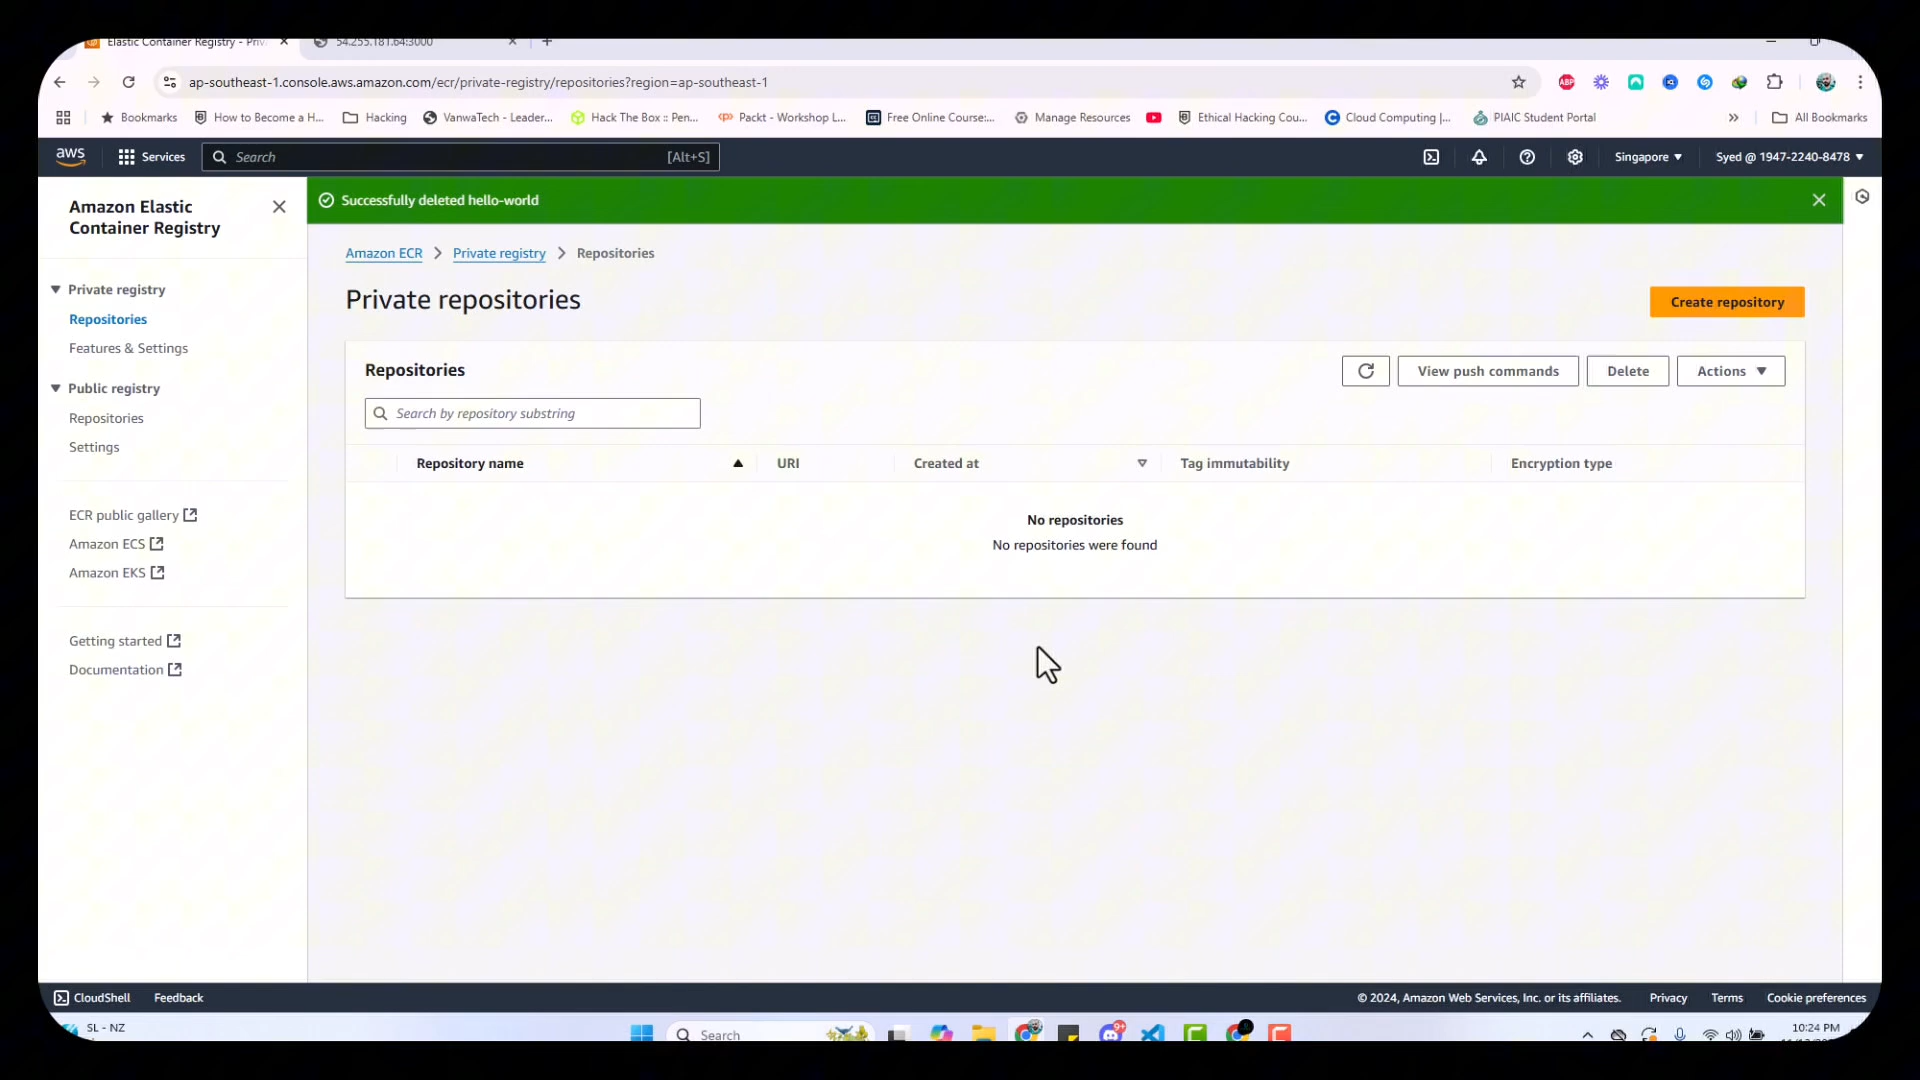 Elastic Container Registry - Priv
54.255.181.64:3000
ap-southeast-1.console.aws.amazon.com/ecr/private-registry/repositories?region=ap-southeast-1
ABP
Bookmarks
How to Become a H...
Hacking
VanwaTech - Leader...
Hack The Box :: Pen...
Packt - Workshop L...
Free Online Course:...
Manage Resources
Ethical Hacking Cou...
Cloud Computing |...
PIAIC Student Portal
All Bookmarks
aws
Services
Search
[Alt+S]
Singapore
Syed @ 1947-2240-8478
Amazon Elastic
Container Registry
Private registry
Repositories
Features & Settings
Public registry
Repositories
Settings
ECR public gallery
Amazon ECS
Amazon EKS
Getting started
Documentation
Successfully deleted hello-world
Amazon ECR
Private registry
Repositories
Private repositories
Create repository
Repositories
View push commands
Delete
Actions
Search by repository substring
Repository name
URI
Created at
Tag immutability
Encryption type
No repositories
No repositories were found
CloudShell
Feedback
© 2024, Amazon Web Services, Inc. or its affiliates.
Privacy
Terms
Cookie preferences
SL - NZ
Search
10:24 PM